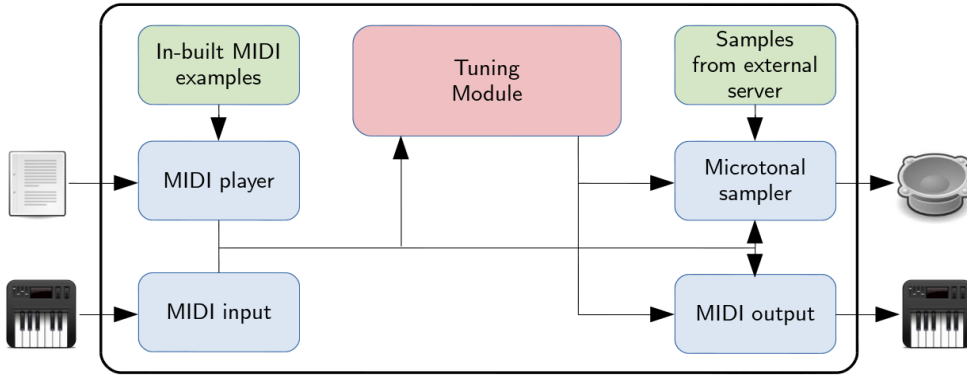 In-built MIDI
examples
Tuning
Module
Samples
from external
server
MIDI player
Microtonal
sampler
MIDI input
MIDI output